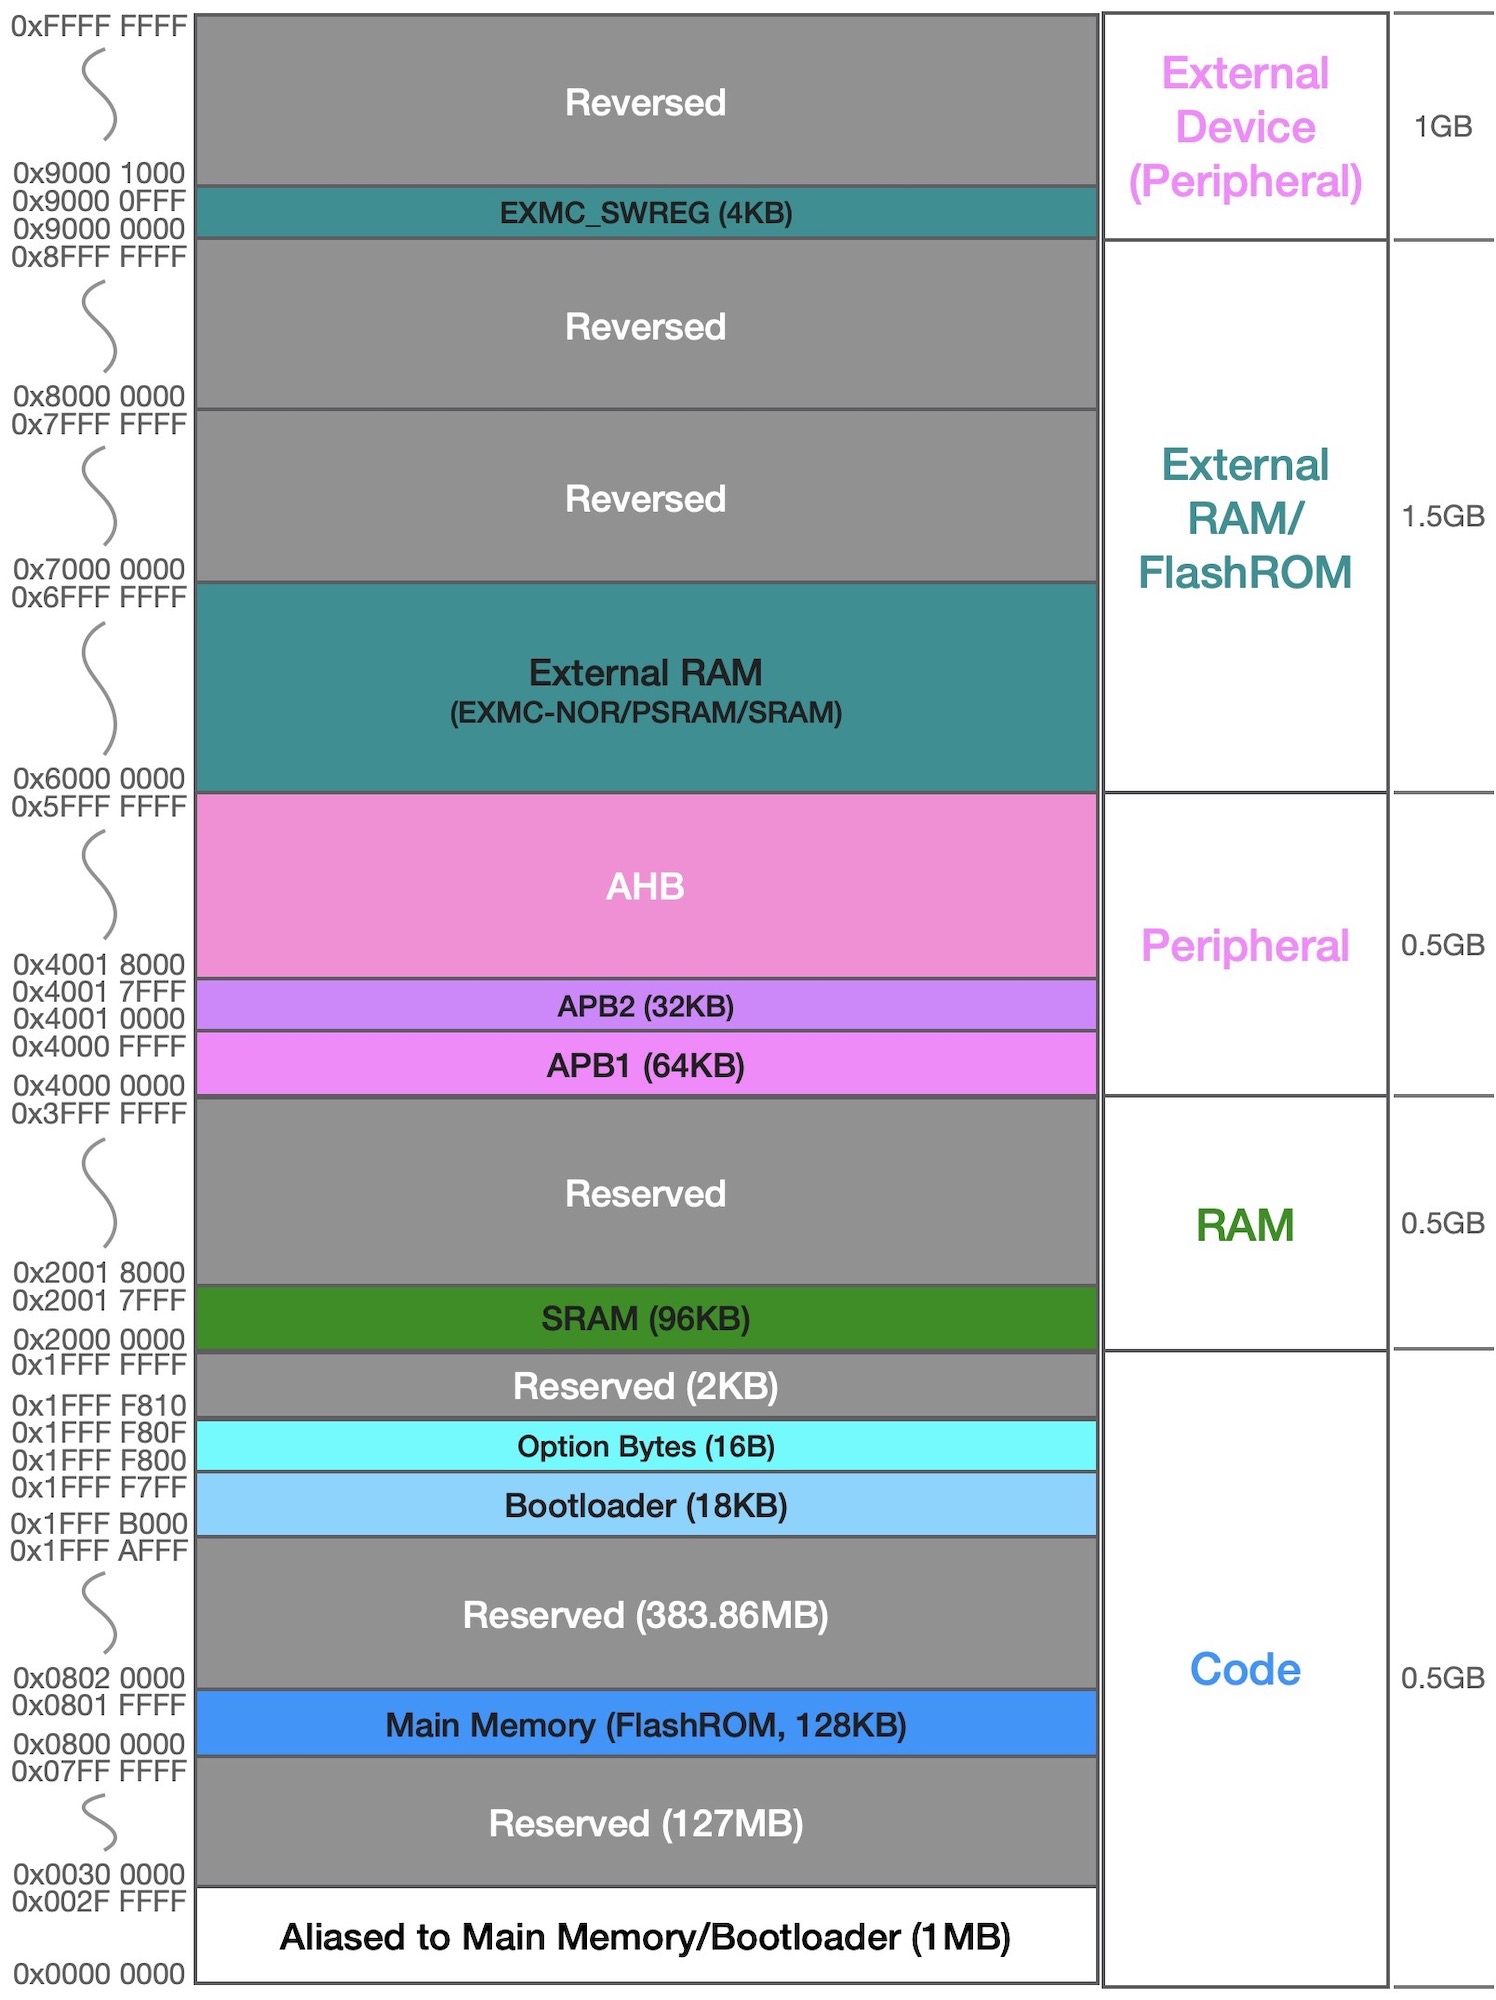 0xFFFF FFFF
Reversed
External
Device
(Peripheral)
1GB
0x9000 1000
0x9000 0FFF
EXMC_SWREG (4KB)
0x9000 0000
0x8FFF FFFF
Reversed
0x8000 0000
0x7FFF FFFF
Reversed
External
RAM/
FlashROM
1.5GB
0x7000 0000
0x6FFF FFFF
External RAM
(EXMC-NOR/PSRAM/SRAM)
0x6000 0000
0x5FFF FFFF
AHB
Peripheral
0.5GB
0x4001 8000
0x4001 7FFF
APB2 (32KB)
0x4001 0000
0x4000 FFFF
APB1 (64KB)
0x4000 0000
0x3FFF FFFF
Reserved
RAM
0.5GB
0x2001 8000
0x2001 7FFF
SRAM (96KB)
0x2000 0000
0x1FFF FFFF
Reserved (2KB)
0x1FFF F810
0x1FFF F80F
Option Bytes (16B)
0x1FFF F800
0x1FFF F7FF
Bootloader (18KB)
0x1FFF B000
0x1FFF AFFF
Reserved (383.86MB)
Code
0.5GB
0x0802 0000
0x0801 FFFF
Main Memory (FlashROM, 128KB)
0x0800 0000
0x07FF FFFF
Reserved (127MB)
0x0030 0000
0x002F FFFF
Aliased to Main Memory/Bootloader (1MB)
0x0000 0000